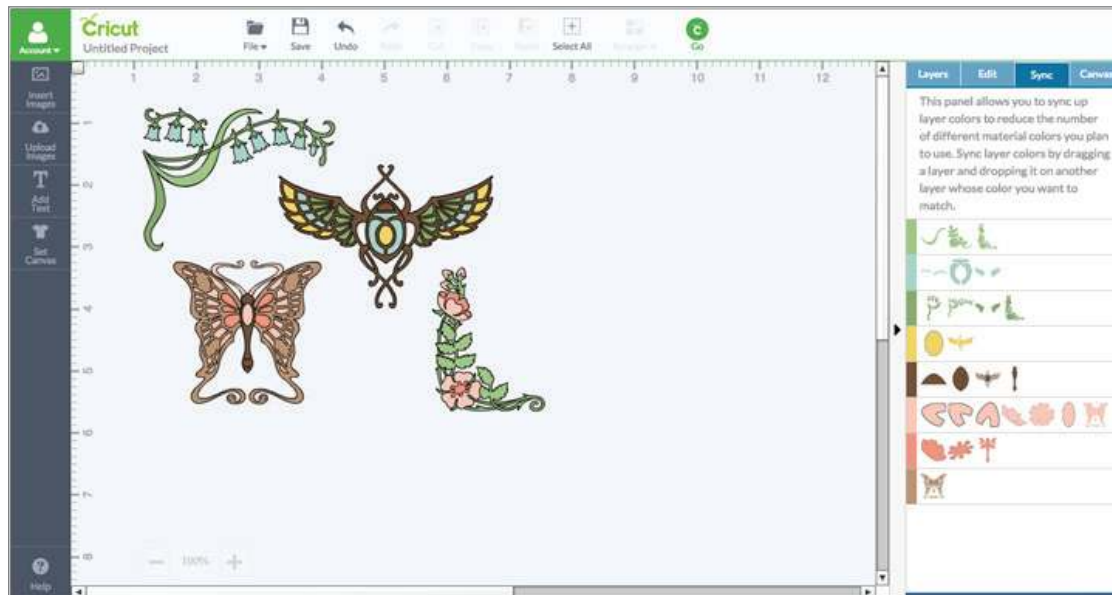 Account
Cricut
Untitled Project
File
Save
Undo
Select All
C
Go
Insert
Images
Upload
Images
T
Add
Text
Set
Canvas
Help
1 2 3 4 5 6 7 8 9 10 11 12
1
2
3
4
5
6
7
8
100%
Layers Edit Sync Canvas
This panel allows you to sync up
layer colors to reduce the number
of different material colors you plan
to use. Sync layer colors by dragging
a layer and dropping it on another
layer whose color you want to
match.